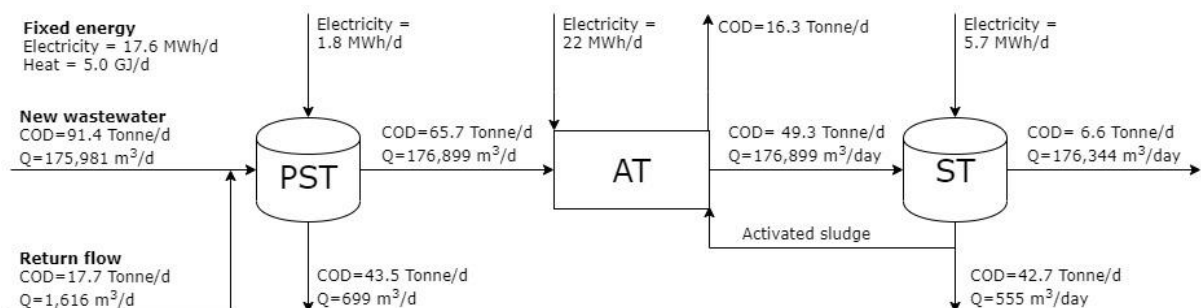 Fixed energy
Electricity = 17.6 MWh/d
Heat = 5.0 GJ/d
Electricity =
1.8 MWh/d
Electricity =
22 MWh/d
COD=16.3 Tonne/d
Electricity =
5.7 MWh/d
New wastewater
COD=91.4 Tonne/d
Q=175,981 m³/d
PST
COD=65.7 Tonne/d
Q=176,899 m³/d
AT
COD= 49.3 Tonne/d
Q=176,899 m³/day
ST
COD= 6.6 Tonne/d
Q=176,344 m³/day
Activated sludge
Return flow
COD=17.7 Tonne/d
Q=1,616 m³/d
COD=43.5 Tonne/d
Q=699 m³/d
COD=42.7 Tonne/d
Q=555 m³/day